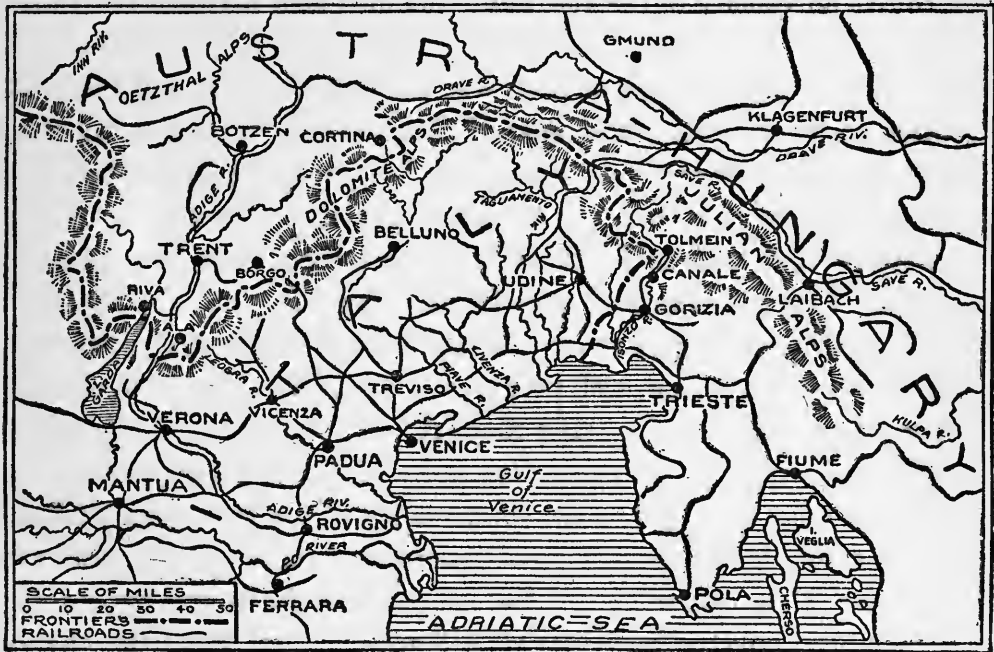 INN RIV.
OETZTHAL ALPS
AUSTRIA-HUNGARY
GMUND
DRAVE R.
KLAGENFURT
DRAVE RIV.
BOTZEN
CORTINA
DOLOMITE ALPS
ADIGE R.
TAGLIAMENTO
SAVE R.
JULIAN
ALPS
TRENT
BELLUNO
TOLMEIN
BORGO
CANALE
UDINE
RIVA
GORIZIA
LAIBACH
SAVE R.
ISONZO R.
ITALY
LIVENZA R.
PIAVE R.
TREVISO
VICENZA
TRIESTE
VERONA
KULPA R.
VENICE
PADUA
FIUME
MANTUA
Gulf
of
Venice
ADIGE RIV.
ROVIGNO
I. VEGLIA
PO RIVER
FERRARA
POLA
CHERSO
ADRIATIC SEA
SCALE OF MILES
0 10 20 30 40 50
FRONTIERS
RAILROADS